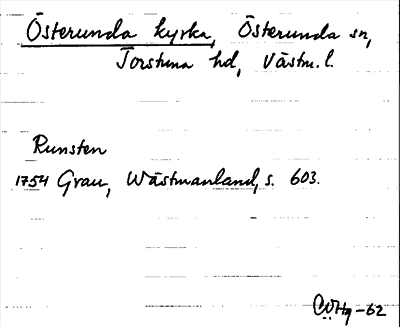 Österunda kyrka, Österunda sn,
Torstuna hd, Västm. l.
Runsten
1754 Grau, Wästmanland, s. 603.
CWHg -62